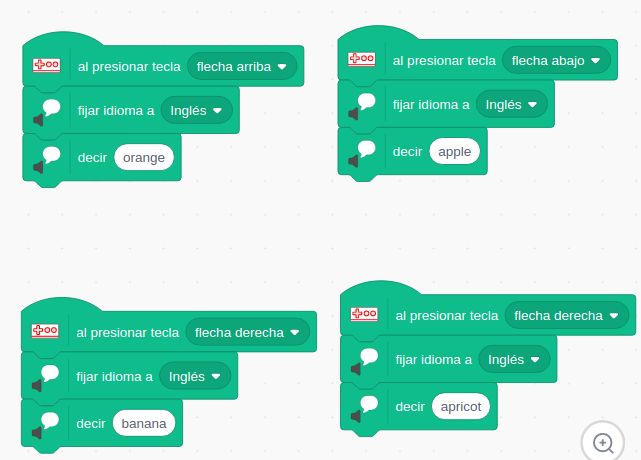 al presionar tecla flecha arriba
fijar idioma a Inglés
decir orange
al presionar tecla flecha abajo
fijar idioma a Inglés
decir apple
al presionar tecla flecha derecha
fijar idioma a Inglés
decir banana
al presionar tecla flecha derecha
fijar idioma a Inglés
decir apricot